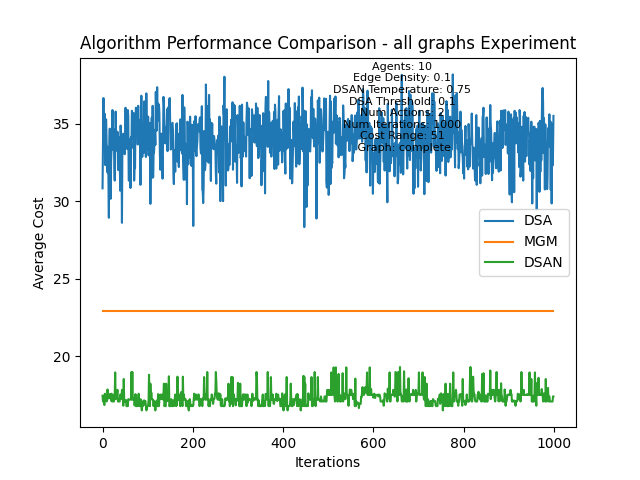 Algorithm Performance Comparison - all graphs Experiment
Agents: 10
Edge Density: 0.1
DSAN Temperature: 0.75
DSA Threshold: 0.1
Num Actions: 2
Num Iterations: 1000
Cost Range: 51
Graph: complete
35
30
25
20
Average Cost
DSA
MGM
DSAN
0
200
400
600
800
1000
Iterations